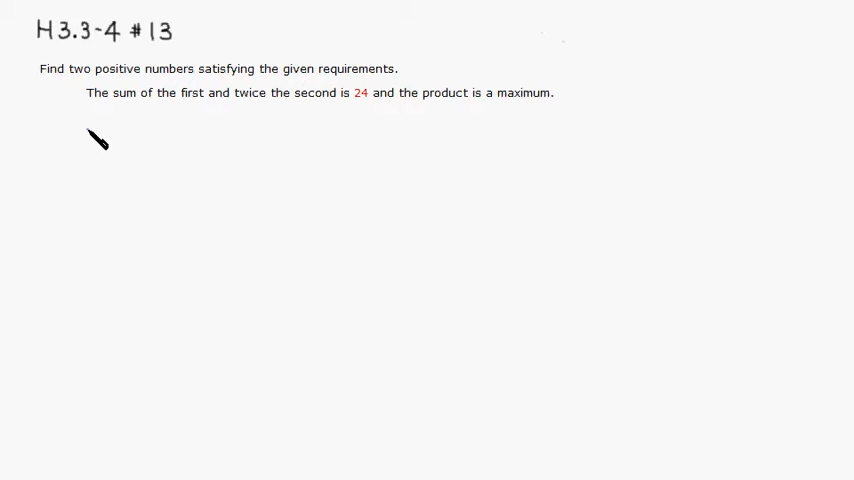 H 3.3-4 #13
Find two positive numbers satisfying the given requirements.
The sum of the first and twice the second is 24 and the product is a maximum.